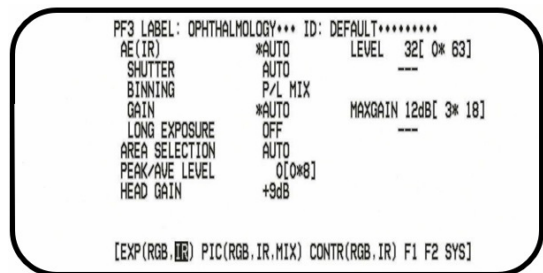 PF3 LABEL: OPHTHALMOLOGY••• ID: DEFAULT•••••••••
AE(IR) *AUTO LEVEL 32[ 0* 63]
SHUTTER AUTO ---
BINNING P/L MIX
GAIN *AUTO MAXGAIN 12dB[ 3* 18]
LONG EXPOSURE OFF ---
AREA SELECTION AUTO
PEAK/AVE LEVEL 0[0*8]
HEAD GAIN +9dB
[EXP(RGB,IR) PIC(RGB,IR,MIX) CONTR(RGB,IR) F1 F2 SYS]